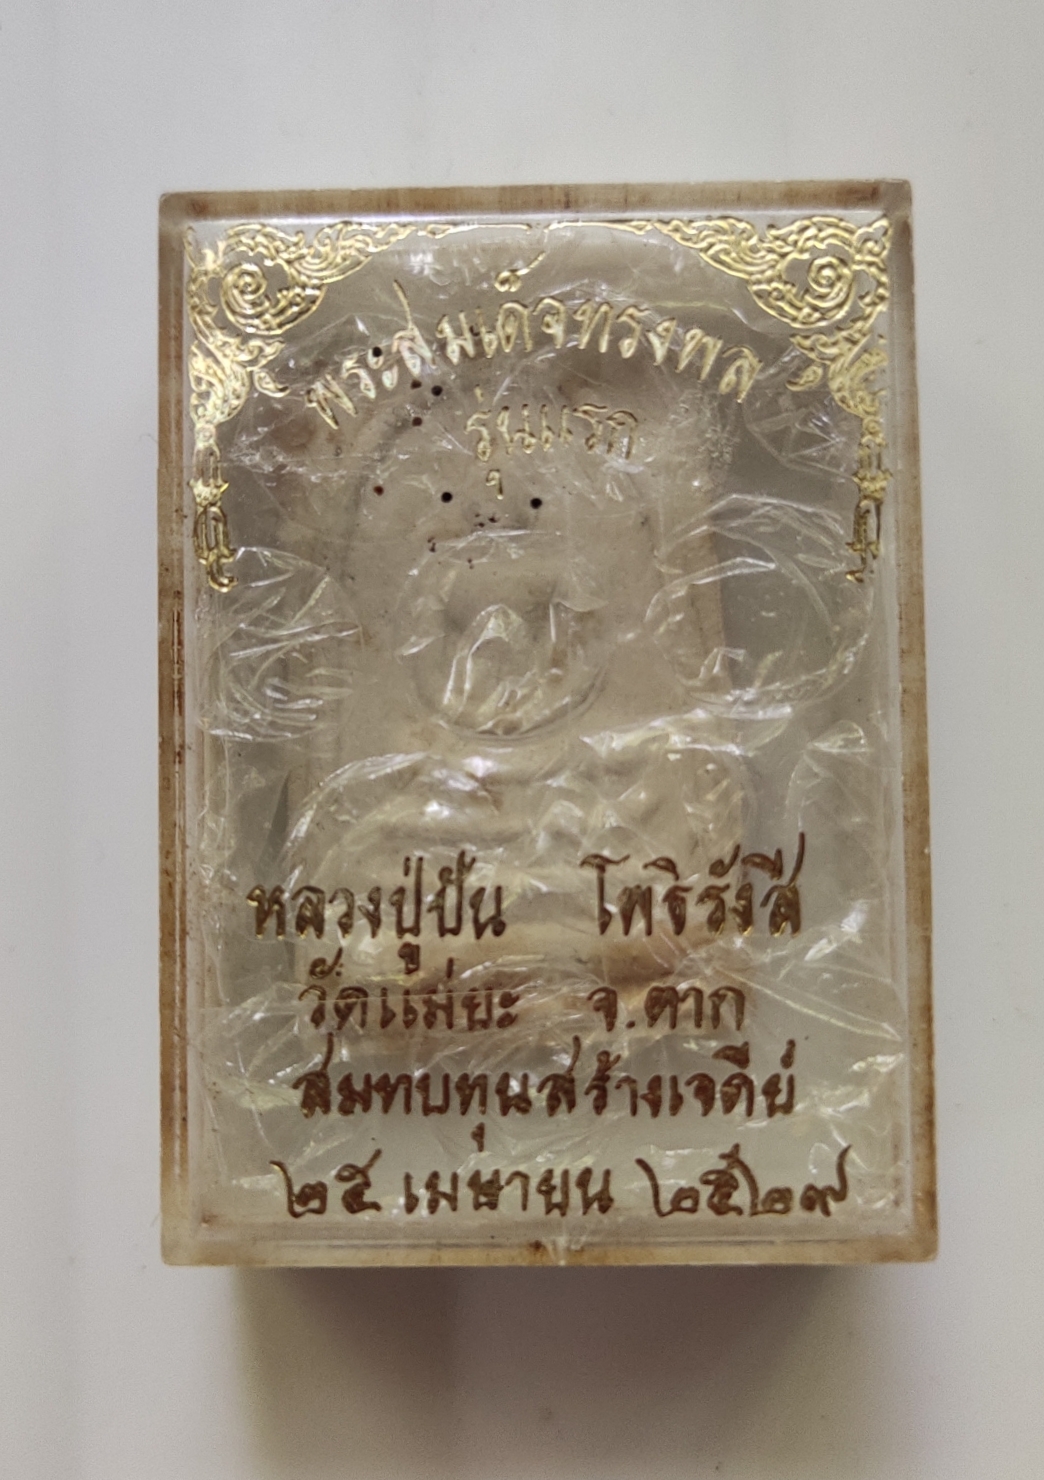 พระสมเด็จทรงพล
รุ่นแรก
หลวงปู่ปัน โพธิรังสี
วัดแม่ยะ จ.ตาก
สมทบทุนสร้างเจดีย์
๒๕ เมษายน ๒๕๒๗